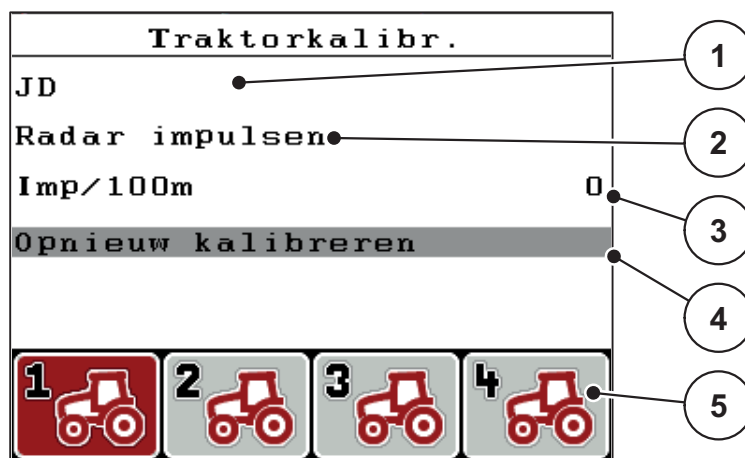 Traktorkalibr.
1
JD
Radar impulsen
2
Imp/100m 0
3
Opnieuw kalibreren
4
1 2 3 4
5